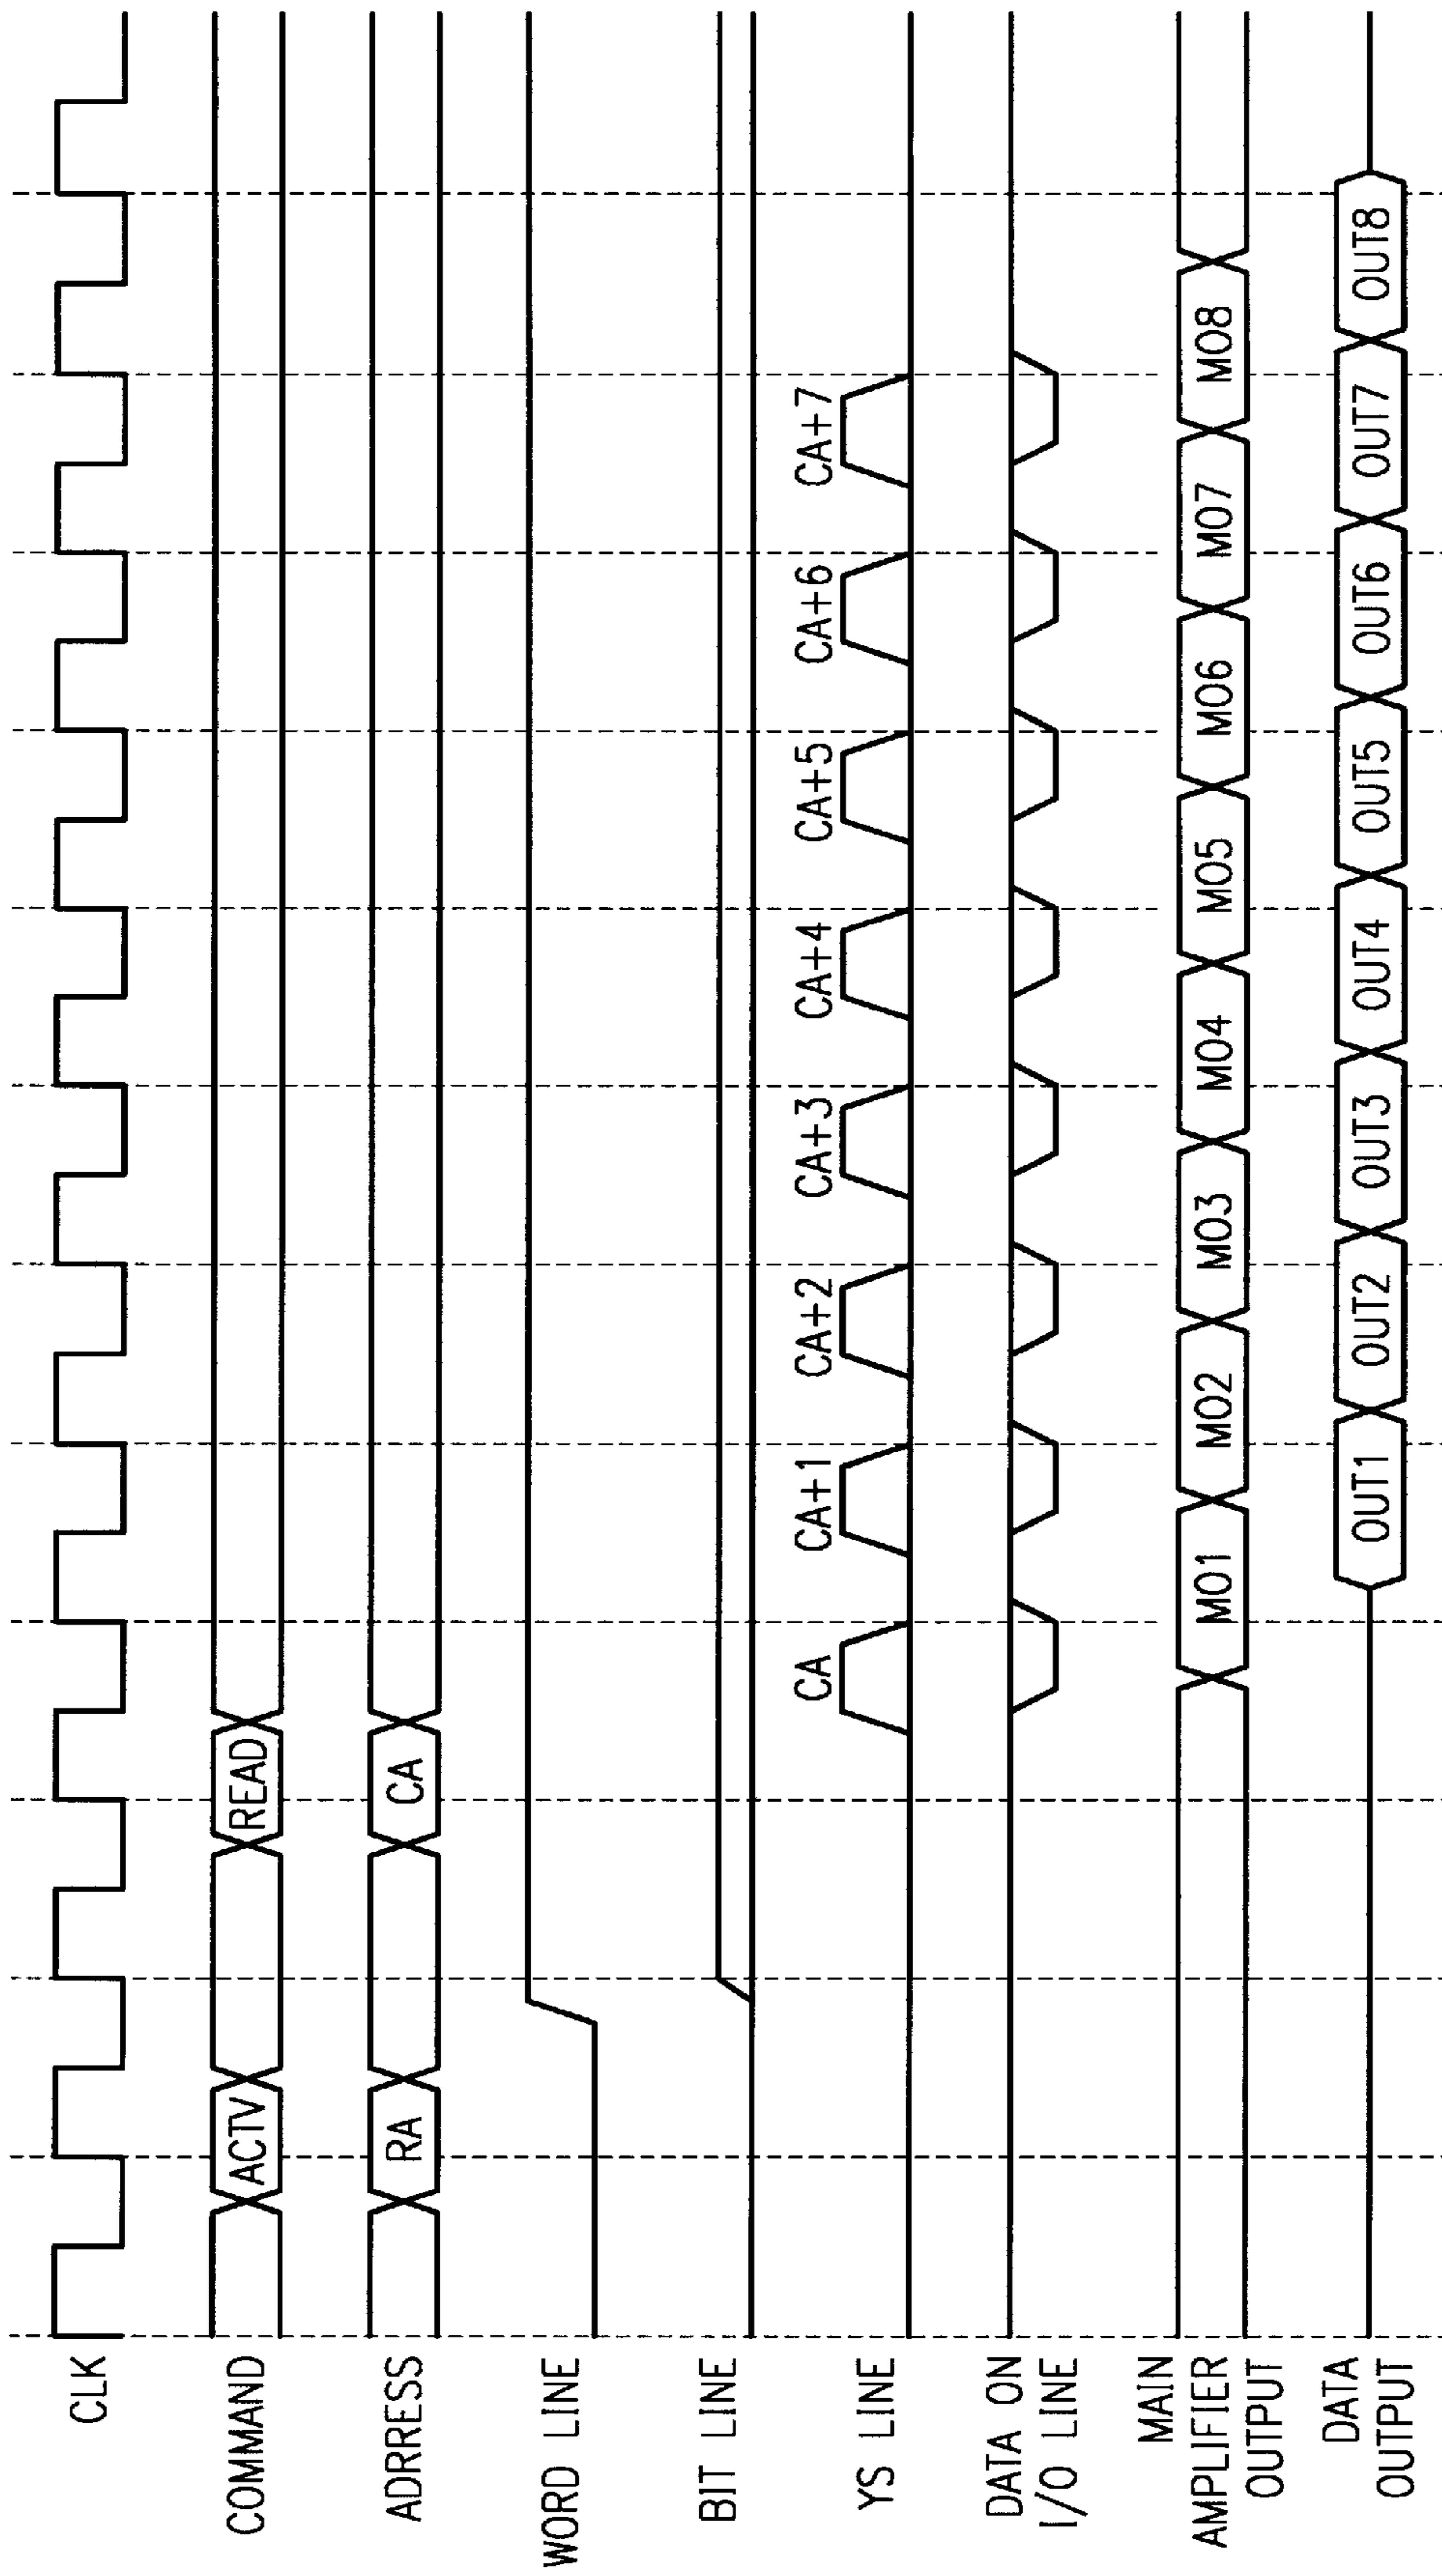 CLK
COMMAND
ACTV
READ
ADRRESS
RA
CA
WORD LINE
BIT LINE
YS LINE
CA
CA+1
CA+2
CA+3
CA+4
CA+5
CA+6
CA+7
DATA ON
I/O LINE
MAIN
AMPLIFIER
OUTPUT
MO1
MO2
MO3
MO4
MO5
MO6
MO7
MO8
DATA
OUTPUT
OUT1
OUT2
OUT3
OUT4
OUT5
OUT6
OUT7
OUT8